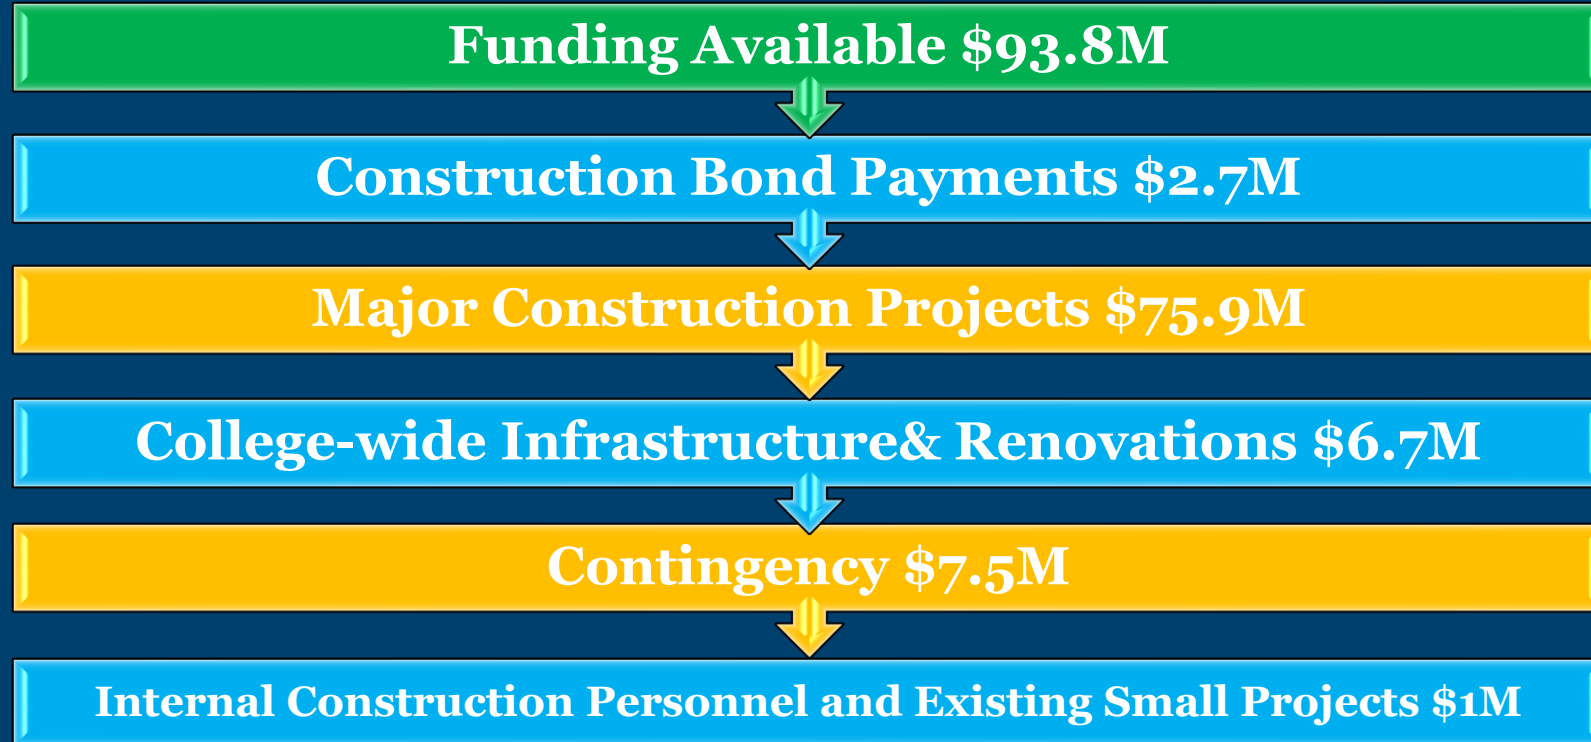 Funding Available $93.8M
Construction Bond Payments $2.7M
Major Construction Projects $75.9M
College-wide Infrastructure& Renovations $6.7M
Contingency $7.5M
Internal Construction Personnel and Existing Small Projects $1M